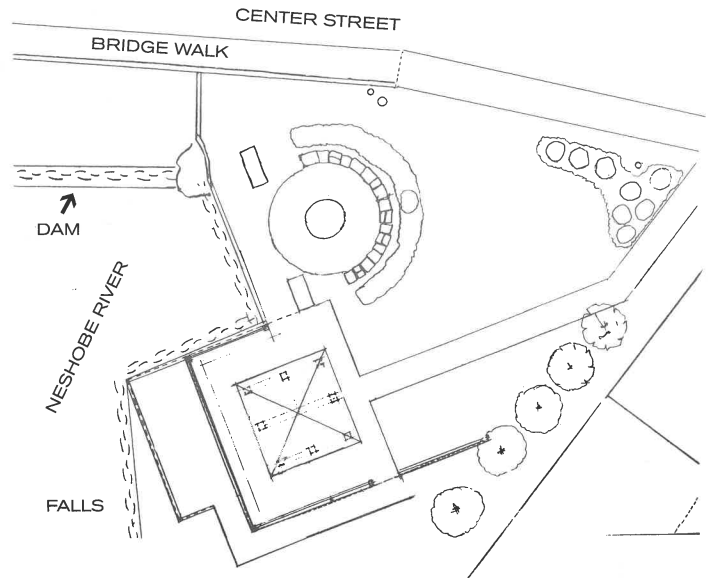 CENTER STREET
BRIDGE WALK
DAM
NESHOBE RIVER
FALLS